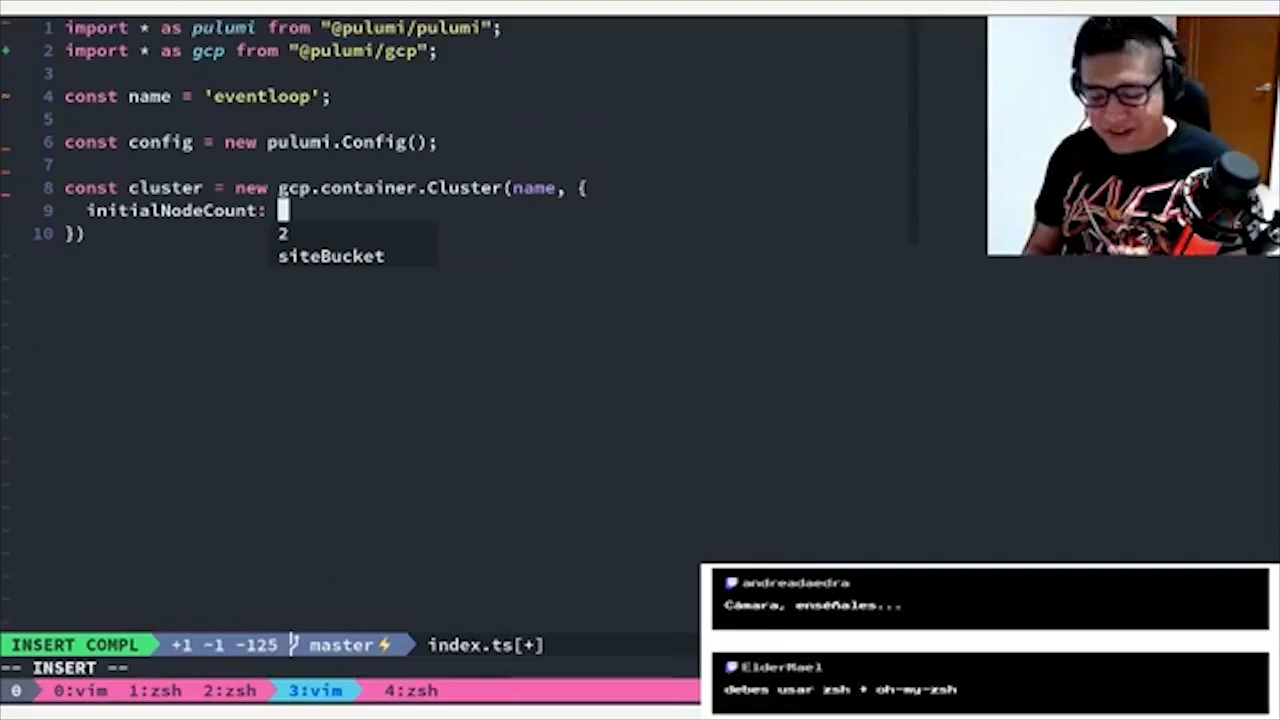 1 import * as pulumi from "@pulumi/pulumi";
+ 2 import * as gcp from "@pulumi/gcp";
3
~ 4 const name = 'eventloop';
5
_ 6 const config = new pulumi.Config();
_ 7
_ 8 const cluster = new gcp.container.Cluster(name, {
9 initialNodeCount:
10 })
2
siteBucket
SLAYER
andreadaedra
Cámara, enséñales...
ElderMael
debes usar zsh + oh-my-zsh
INSERT COMPL +1 ~1 -125 master⚡ index.ts[+]
-- INSERT --
0 0:vim 1:zsh 2:zsh 3:vim 4:zsh